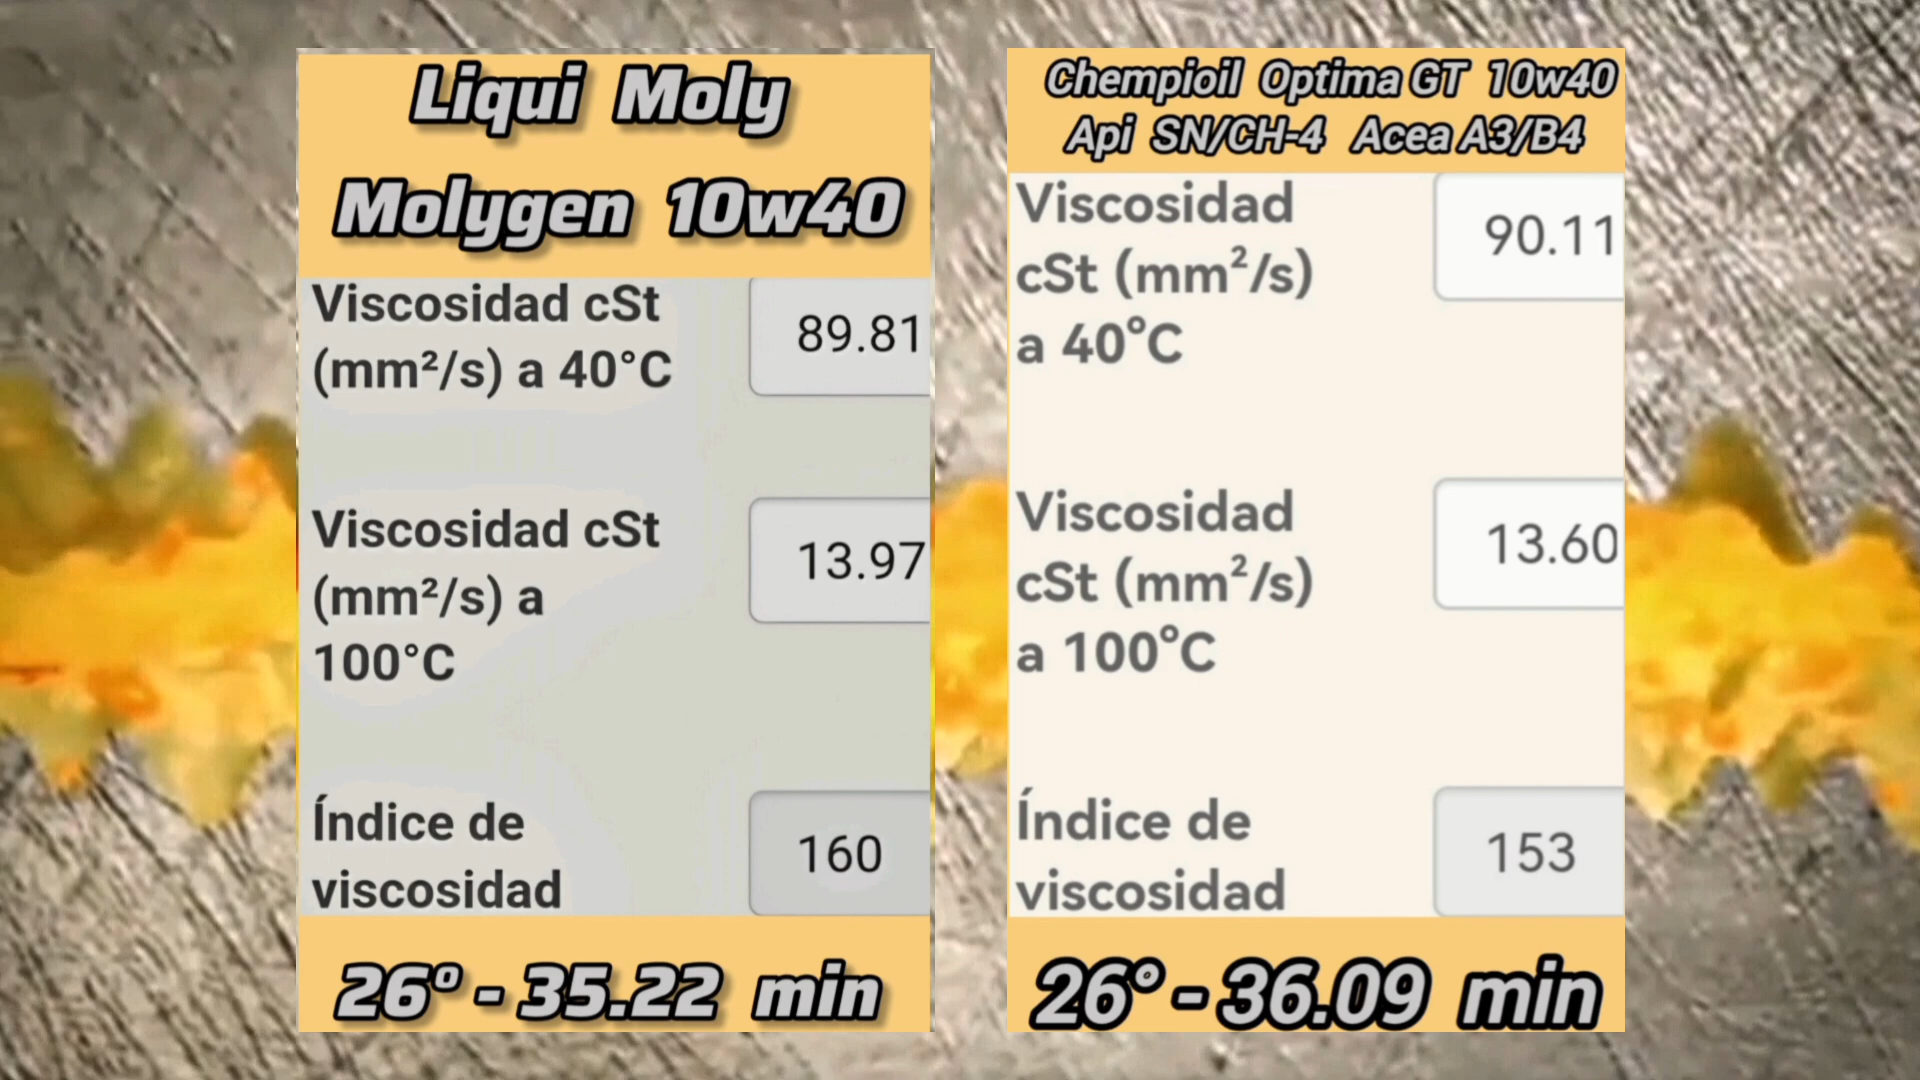 Liqui Moly
Molygen 10w40
Viscosidad cSt
(mm²/s) a 40°C
89.81
Viscosidad cSt
(mm²/s) a
100°C
13.97
Índice de
viscosidad
160
26º - 35.22 min
Chempioil Optima GT 10w40
Api SN/CH-4 Acea A3/B4
Viscosidad
cSt (mm²/s)
a 40°C
90.11
Viscosidad
cSt (mm²/s)
a 100°C
13.60
Índice de
viscosidad
153
26° - 36.09 min